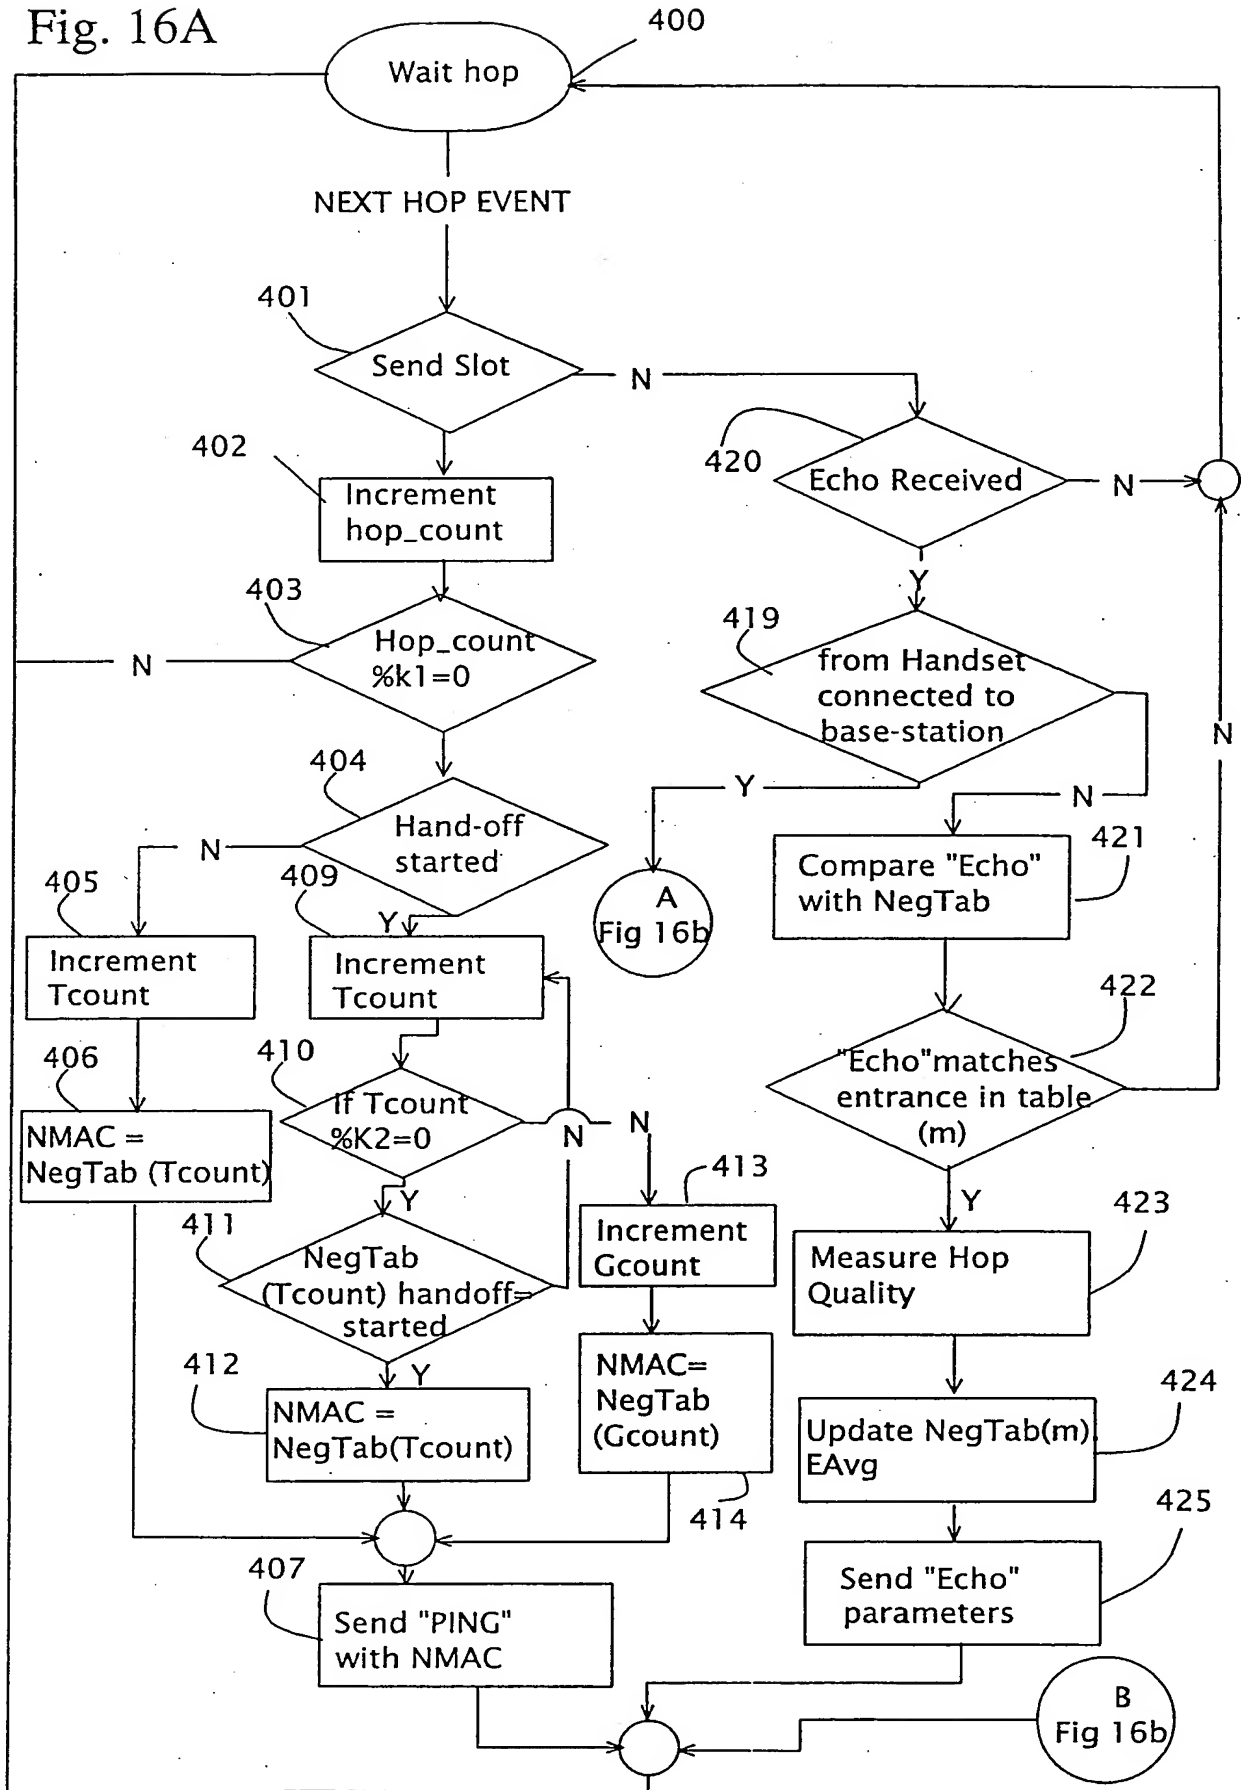 Fig. 16A
400
Wait hop
NEXT HOP EVENT
401
Send Slot
N
402
Increment
hop_count
420
Echo Received
N
Y
403
Hop_count
%k1=0
N
419
from Handset
connected to
base-station
Y
N
N
404
Hand-off
started
N
Y
405
Increment
Tcount
409
Increment
Tcount
A
Fig 16b
421
Compare "Echo"
with NegTab
406
NMAC =
NegTab (Tcount)
410
If Tcount
%K2=0
N
N
Y
422
"Echo"matches
entrance in table
(m)
Y
411
NegTab
(Tcount) handoff=
started
Y
413
Increment
Gcount
423
Measure Hop
Quality
412
NMAC =
NegTab(Tcount)
NMAC=
NegTab
(Gcount)
414
424
Update NegTab(m)
EAvg
425
Send "Echo"
parameters
407
Send "PING"
with NMAC
B
Fig 16b